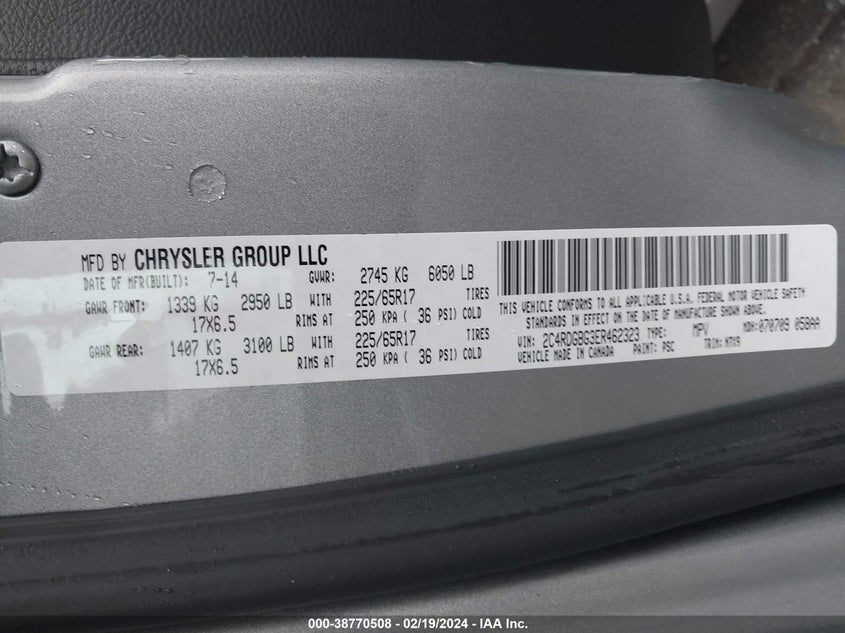 MFD BY CHRYSLER GROUP LLC
DATE OF MFR(BUILT): 7-14 GVWR: 2745 KG 6050 LB
GAWR FRONT: 1339 KG 2950 LB WITH 225/65R17 TIRES
17X6.5 RIMS AT 250 KPA ( 36 PSI) COLD
GAWR REAR: 1407 KG 3100 LB WITH 225/65R17 TIRES
17X6.5 RIMS AT 250 KPA ( 36 PSI) COLD
THIS VEHICLE CONFORMS TO ALL APPLICABLE U.S.A. FEDERAL MOTOR VEHICLE SAFETY
STANDARDS IN EFFECT ON THE DATE OF MANUFACTURE SHOWN ABOVE.
VIN: 2C4RDGBG3ER462323 TYPE: MPV MDH: 070709 058AA
VEHICLE MADE IN CANADA PAINT: PSC TRIM:
000-38770508 - 02/19/2024 - IAA Inc.